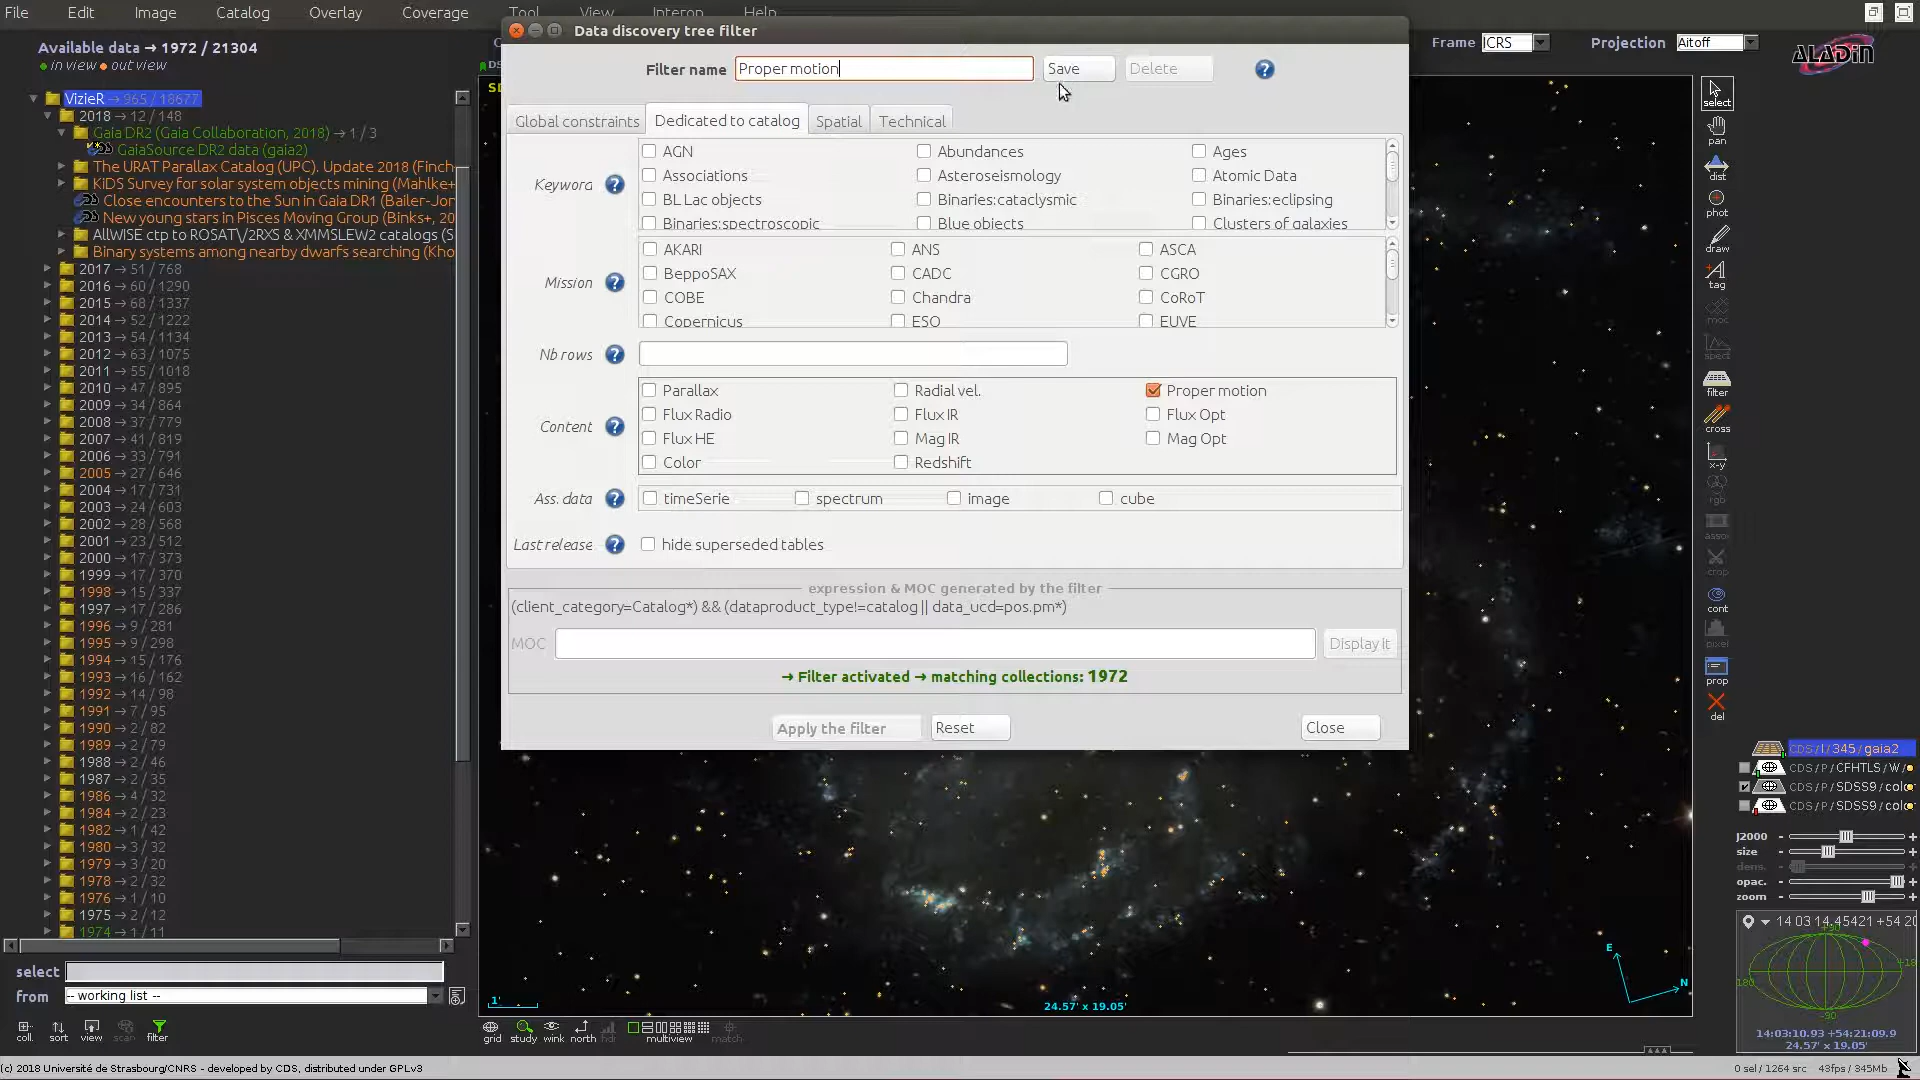 File Edit Image Catalog Overlay Coverage Tool View Interop Help
Available data → 1972 / 21304
in view out view
VizieR → 965 / 18677
2018 → 12 / 148
Gaia DR2 (Gaia Collaboration, 2018) → 1 / 3
GaiaSource DR2 data (gaia2)
The URAT Parallax Catalog (UPC). Update 2018 (Finch
KiDS Survey for solar system objects mining (Mahlke+
Close encounters to the Sun in Gaia DR1 (Bailer-Jon
New young stars in Pisces Moving Group (Binks+, 20
AllWISE ctp to ROSAT\/2RXS & XMMSLEW2 catalogs (S
Binary systems among nearby dwarfs searching (Kho
2017 → 51 / 768
2016 → 60 / 1290
2015 → 68 / 1337
2014 → 52 / 1222
2013 → 54 / 1134
2012 → 63 / 1075
2011 → 55 / 1018
2010 → 47 / 895
2009 → 34 / 864
2008 → 37 / 779
2007 → 41 / 819
2006 → 33 / 791
2005 → 27 / 646
2004 → 17 / 731
2003 → 24 / 603
2002 → 28 / 568
2001 → 23 / 512
2000 → 17 / 373
1999 → 17 / 370
1998 → 15 / 337
1997 → 17 / 286
1996 → 9 / 281
1995 → 9 / 298
1994 → 15 / 176
1993 → 16 / 162
1992 → 14 / 98
1991 → 7 / 95
1990 → 2 / 82
1989 → 2 / 79
1988 → 2 / 46
1987 → 2 / 35
1986 → 4 / 32
1984 → 2 / 23
1982 → 1 / 42
1980 → 3 / 32
1979 → 3 / 20
1978 → 2 / 32
1976 → 1 / 10
1975 → 2 / 12
1974 → 1 / 11
select
from -- working list --
coll. sort view scan filter
Data discovery tree filter
Filter name Proper motion Save Delete ?
Global constraints Dedicated to catalog Spatial Technical
Keyword ?
AGN Abundances Ages
Associations Asteroseismology Atomic Data
BL Lac objects Binaries:cataclysmic Binaries:eclipsing
Binaries:spectroscopic Blue objects Clusters of galaxies
Mission ?
AKARI ANS ASCA
BeppoSAX CADC CGRO
COBE Chandra CoRoT
Copernicus ESO EUVE
Nb rows ?
Content ?
Parallax Radial vel. Proper motion
Flux Radio Flux IR Flux Opt
Flux HE Mag IR Mag Opt
Color Redshift
Ass. data ? timeSerie spectrum image cube
Last release ? hide superseded tables
expression & MOC generated by the filter
(client_category=Catalog*) && (dataproduct_type!=catalog || data_ucd=pos.pm*)
MOC Display it
→ Filter activated → matching collections: 1972
Apply the filter Reset Close
Frame ICRS Projection Aitoff
ALADiN
select
pan
dist
phot
draw
tag
moc
spect
filter
cross
x-y
rgb
assoc
crop
cont
pixel
prop
del
CDS / I / 345 / gaia2
CDS / P / CFHTLS / W /
CDS / P / SDSS9 / colo
CDS / P / SDSS9 / colo
J2000 - +
size - +
dens. - +
opac. - +
zoom - +
14 03 14.45421 +54 20
+90
180 +18
-90
14:03:10.93 +54:21:09.9
24.57' x 19.05'
E
N
1'
24.57' x 19.05'
grid study wink north hdr multiview match
(c) 2018 Université de Strasbourg/CNRS - developed by CDS, distributed under GPLv3
0 sel / 1264 src 43fps / 345Mb